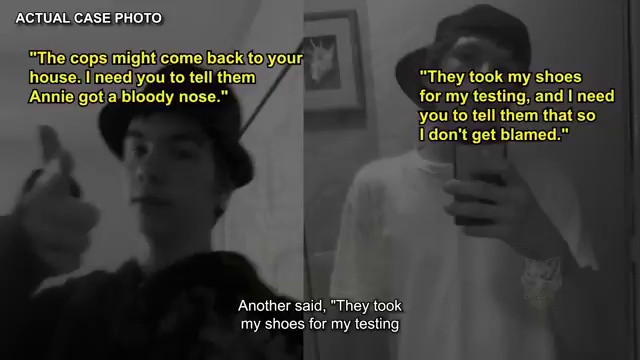 ACTUAL CASE PHOTO
"The cops might come back to your
house. I need you to tell them
Annie got a bloody nose."
"They took my shoes
for my testing, and I need
you to tell them that so
I don't get blamed."
Another said, "They took
my shoes for my testing